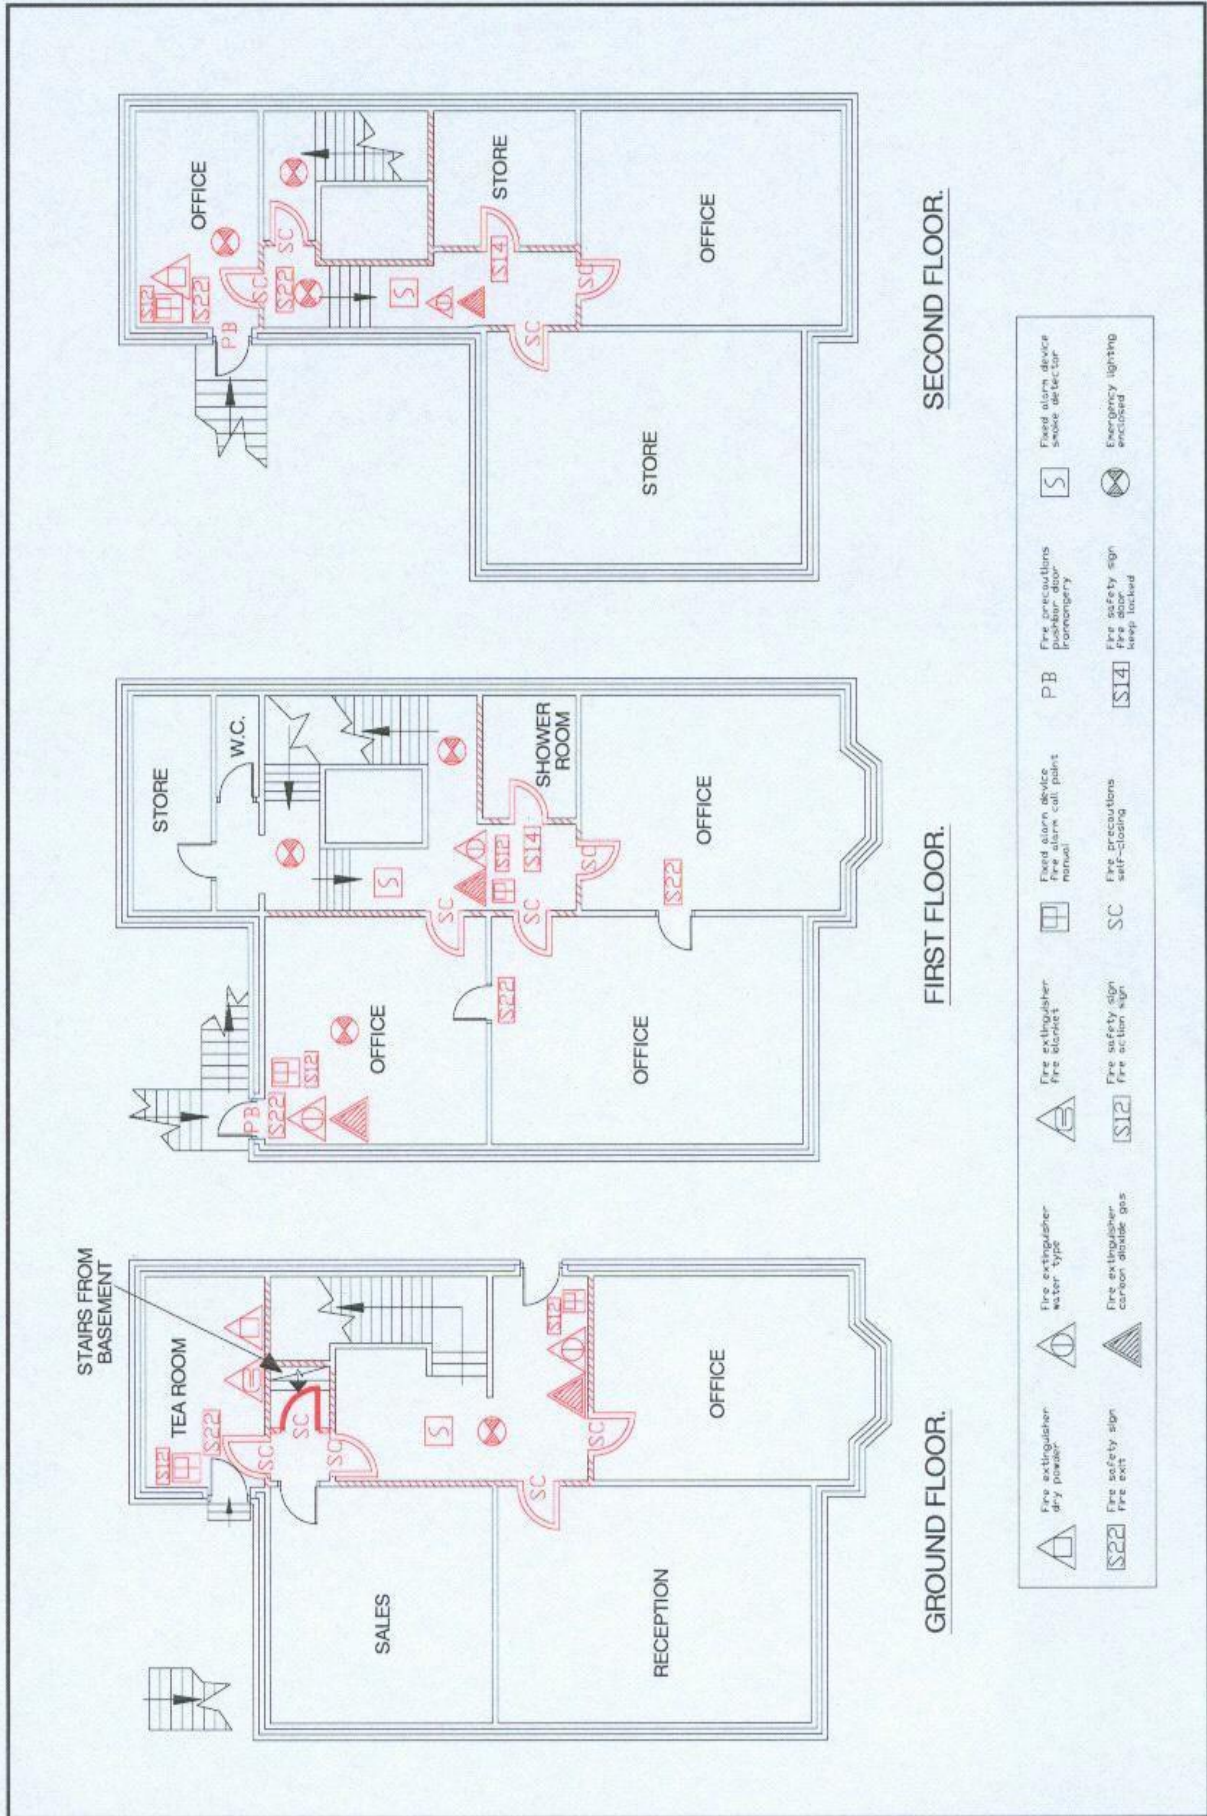 STAIRS FROM
BASEMENT
TEA ROOM
S12
S22
SC
SC
SC
S
SALES
SC
S12
SC
RECEPTION
OFFICE
GROUND FLOOR.
STORE
W.C.
PB
S22
S12
OFFICE
S
SC
S12
S14
SC
SHOWER
ROOM
S22
SC
S22
OFFICE
OFFICE
FIRST FLOOR.
OFFICE
S12
S22
PB
SC
SC
S22
S
STORE
S14
SC
SC
STORE
OFFICE
SECOND FLOOR.
Fire extinguisher
dry powder
Fire extinguisher
water type
Fire extinguisher
fire blanket
Fixed alarm device
fire alarm call point
manual
PB
Fire precautions
pushbar door
ironmongery
S
Fixed alarm device
smoke detector
S22
Fire safety sign
fire exit
Fire extinguisher
carbon dioxide gas
S12
Fire safety sign
fire action sign
SC
Fire precautions
self-closing
S14
Fire safety sign
fire door
keep locked
Emergency lighting
enclosed